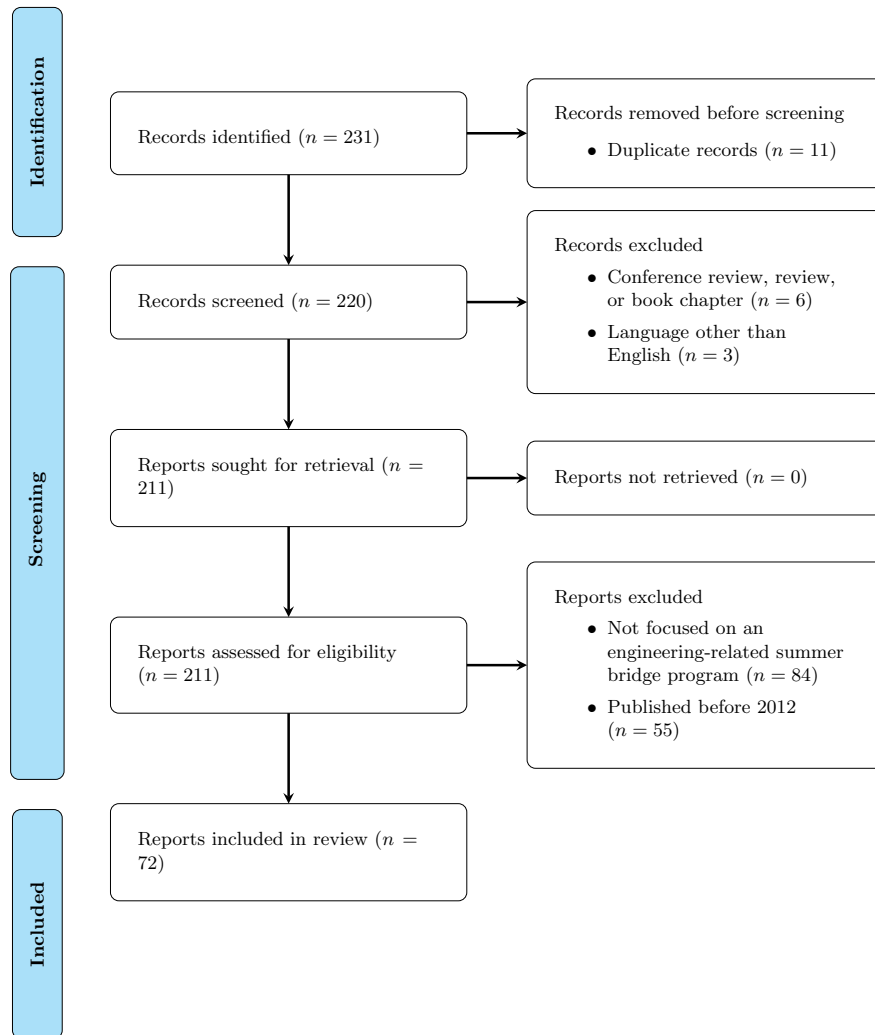 Identification
Records identified (n = 231)
Records removed before screening
• Duplicate records (n = 11)
Screening
Records screened (n = 220)
Records excluded
• Conference review, review,
or book chapter (n = 6)
• Language other than
English (n = 3)
Reports sought for retrieval (n =
211)
Reports not retrieved (n = 0)
Reports assessed for eligibility
(n = 211)
Reports excluded
• Not focused on an
engineering-related summer
bridge program (n = 84)
• Published before 2012
(n = 55)
Included
Reports included in review (n =
72)